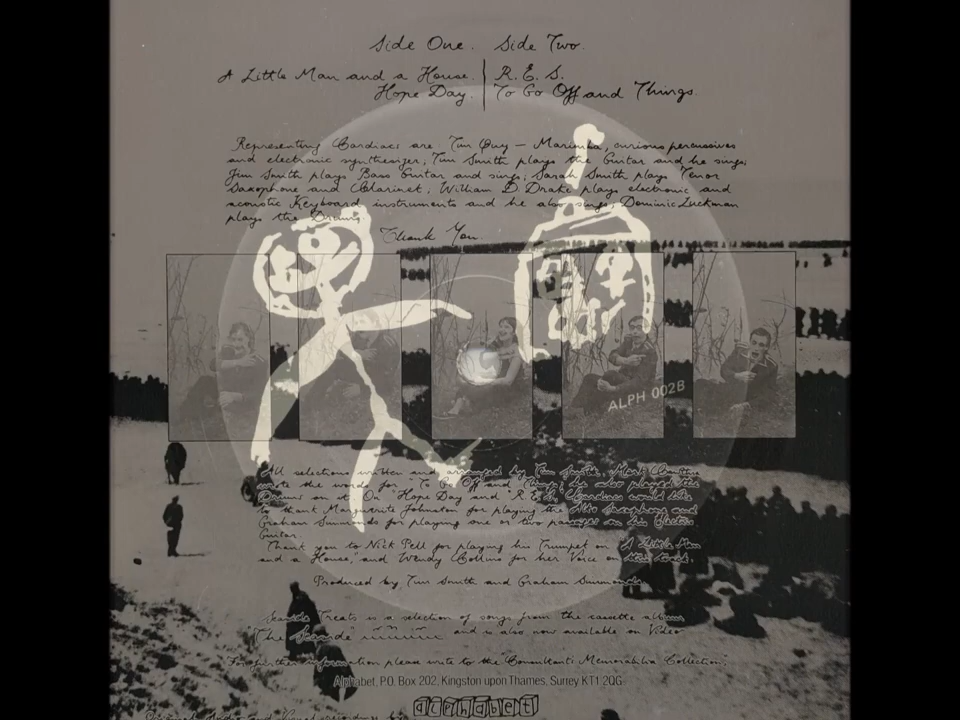 Side One. Side Two.
A Little Man and a House. R.E.S.
Hope Day. To Go Off and Things.
Representing Cardiacs are, Tim Quy — Marimba, curious percussives
and electronic synthesizer, Tim Smith plays the Guitar and he sings,
Jim Smith plays Bass Guitar and sings, Sarah Smith plays Tenor
Saxophone and Clarinet, William D. Drake plays electronic and
acoustic Keyboard instruments and he also sings, Dominic Luckman
plays the Drums.
Thank You.
ALPH 002B
All selections written and arranged by Tim Smith, Mark Cawthra
wrote the words for "To Go Off and Things", he also played the
Drums on it. On "Hope Day" and "R.E.S." Cardiacs would like
to thank Marguerite Johnston for playing the Alto Saxophone and
Graham Simmonds for playing one or two passages on his Electric
Guitar.
Thank you to Nick Pell for playing his Trumpet on "A Little Man
and a House," and Wendy Collins for her Voice on this track.
Produced by, Tim Smith and Graham Simmonds.
Seaside Treats is a selection of songs from the cassette album
"The Seaside" and is also now available on Video
For further information please write to the "Consultants Memorabilia Collection",
Alphabet, P.O. Box 202, Kingston upon Thames, Surrey KT1 2QG
alphabet